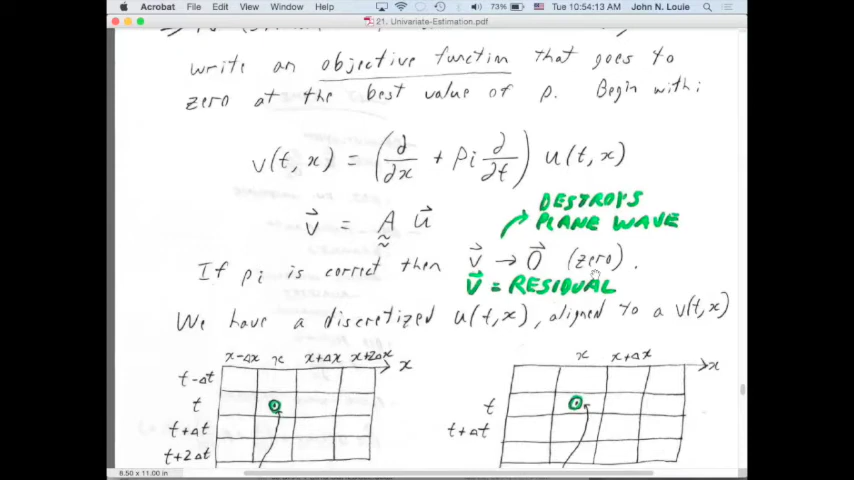 Acrobat File Edit View Window Help 73% Tue 10:54:13 AM John N. Louie
21. Univariate-Estimation.pdf
write an objective function that goes to
zero at the best value of p. Begin with:
v(t, x) = (∂/∂x + pi ∂/∂t) u(t, x)
DESTROYS
PLANE WAVE
v⃗ = A u⃗
If pi is correct then v⃗ → 0⃗ (zero).
v⃗ = RESIDUAL
We have a discretized u(t,x), aligned to a v(t,x)
x-Δx x x+Δx x+2Δx x
x x+Δx x
t-Δt
t
t+Δt
t+2Δt
t
t+Δt
8.50 x 11.00 in